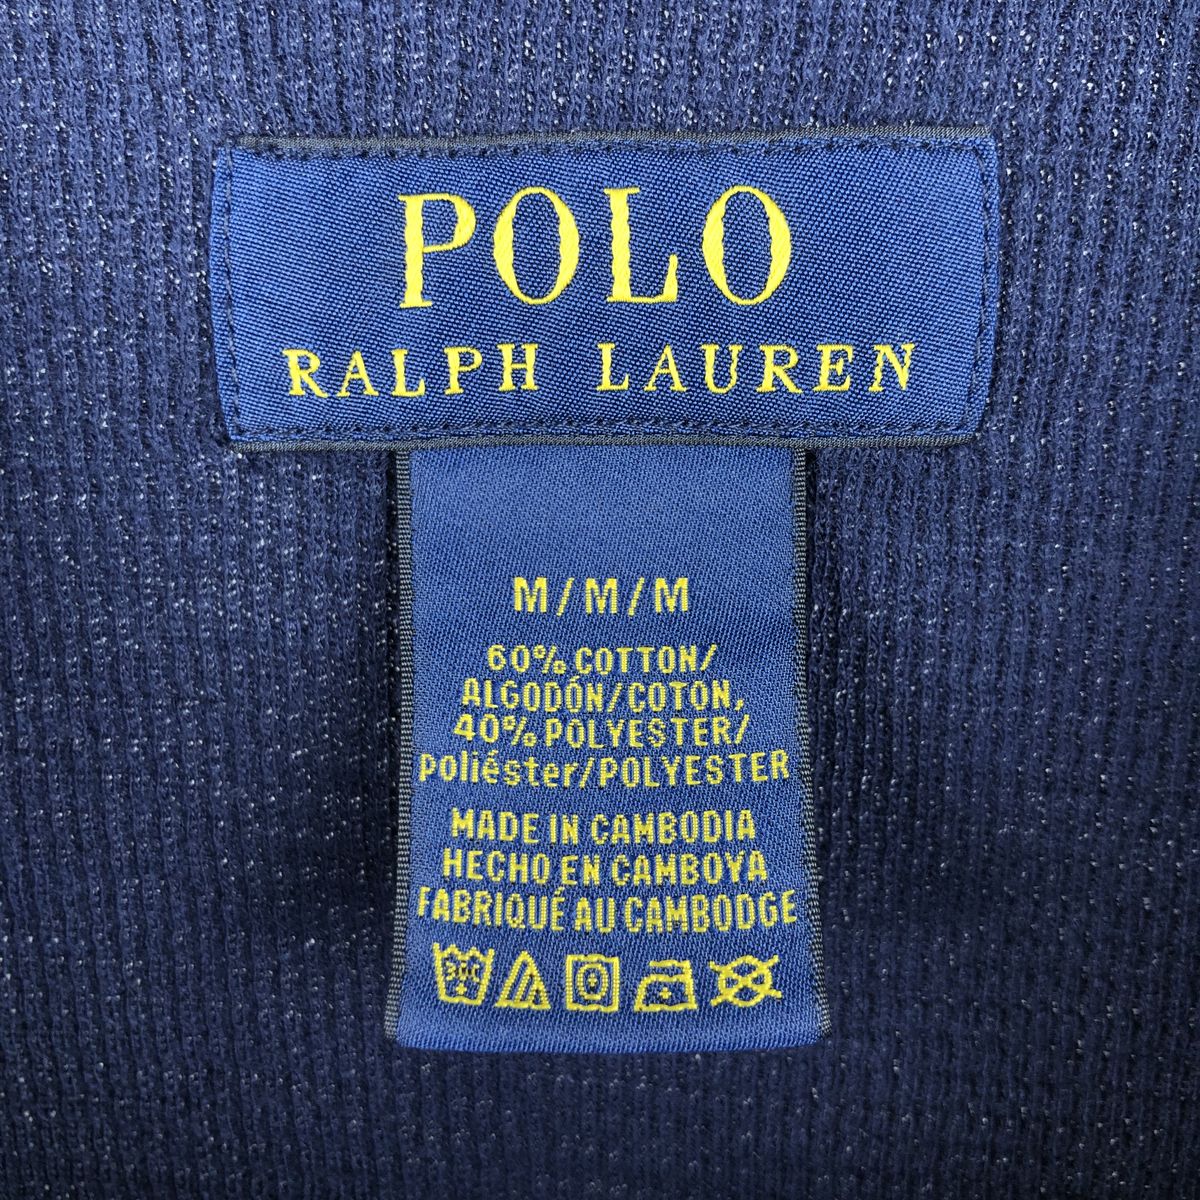 POLO
RALPH LAUREN
M/M/M
60% COTTON/
ALGODÓN/COTON,
40% POLYESTER/
poliéster/POLYESTER
MADE IN CAMBODIA
HECHO EN CAMBOYA
FABRIQUÉ AU CAMBODGE